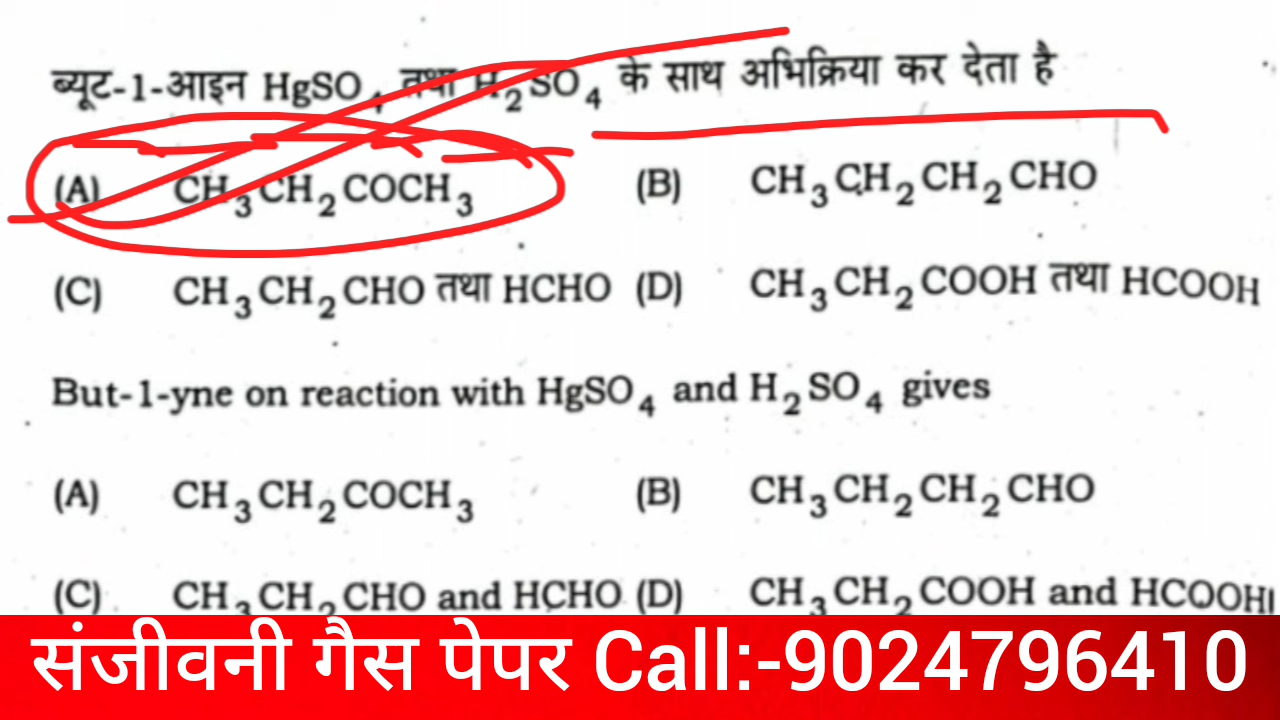 ब्यूट-1-आइन HgSO4 तथा H2SO4 के साथ अभिक्रिया कर देता है
(A) CH3CH2COCH3 (B) CH3CH2CH2CHO
(C) CH3CH2CHO तथा HCHO (D) CH3CH2COOH तथा HCOOH
But-1-yne on reaction with HgSO4 and H2SO4 gives
(A) CH3CH2COCH3 (B) CH3CH2CH2CHO
(C) CH3CH2CHO and HCHO (D) CH3CH2COOH and HCOOH
संजीवनी गैस पेपर Call:-9024796410